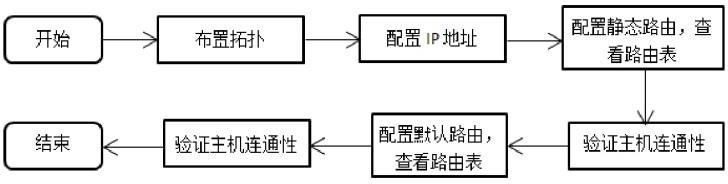 开始
布置拓扑
配置 IP 地址
配置静态路由，查
看路由表
验证主机连通性
配置默认路由，
查看路由表
验证主机连通性
结束